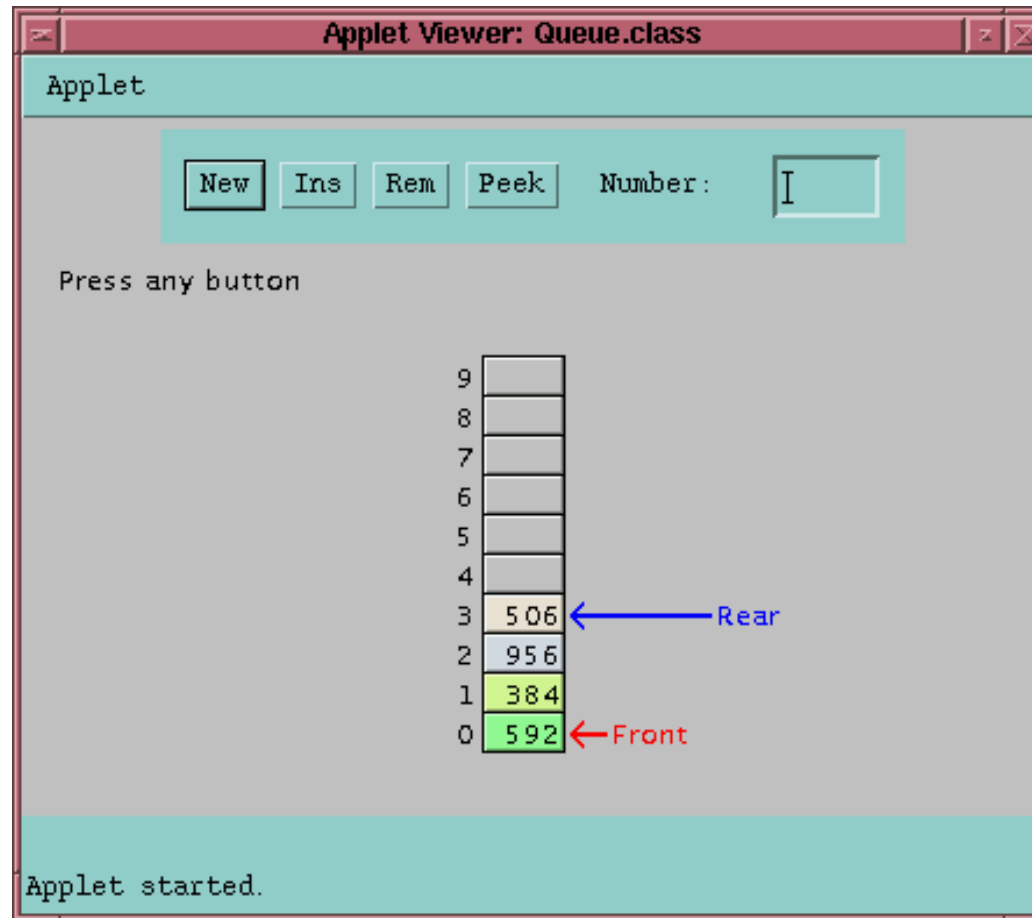 Applet Viewer: Queue.class
Applet
New Ins Rem Peek Number:
Press any button
9
8
7
6
5
4
3 506 Rear
2 956
1 384
0 592 Front
Applet started.